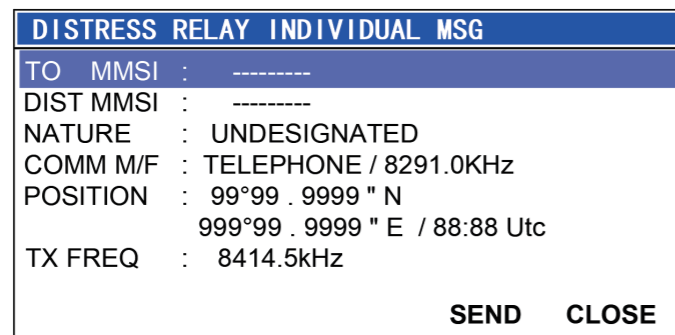 DISTRESS RELAY INDIVIDUAL MSG
TO MMSI : ---------
DIST MMSI : ---------
NATURE : UNDESIGNATED
COMM M/F : TELEPHONE / 8291.0KHz
POSITION : 99°99 . 9999 " N
999°99 . 9999 " E / 88:88 Utc
TX FREQ : 8414.5kHz
SEND CLOSE